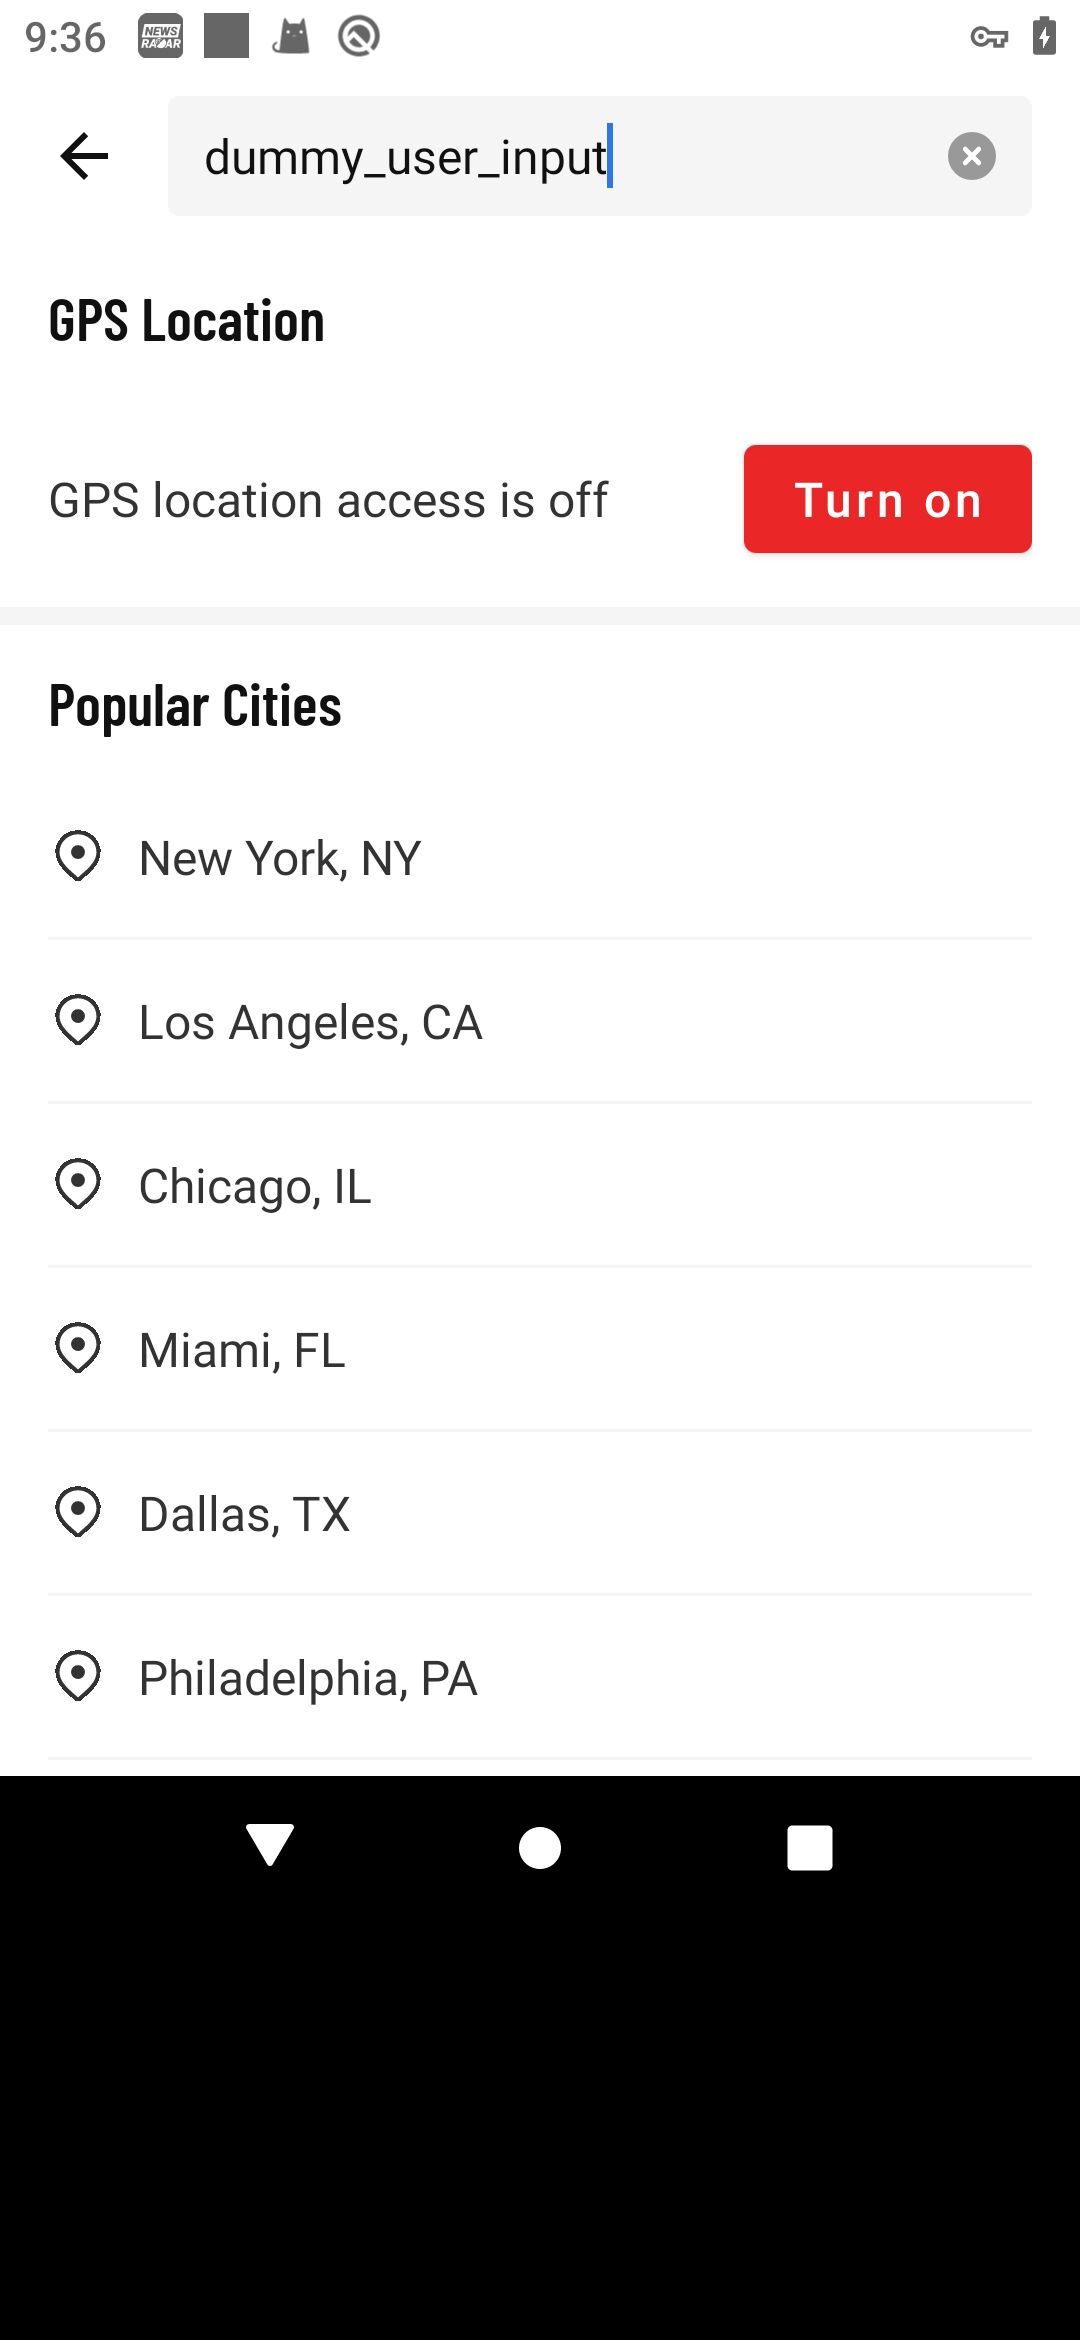 9:36
NEWS
RADAR
dummy_user_input
GPS Location
GPS location access is off
Turn on
Popular Cities
New York, NY
Los Angeles, CA
Chicago, IL
Miami, FL
Dallas, TX
Philadelphia, PA